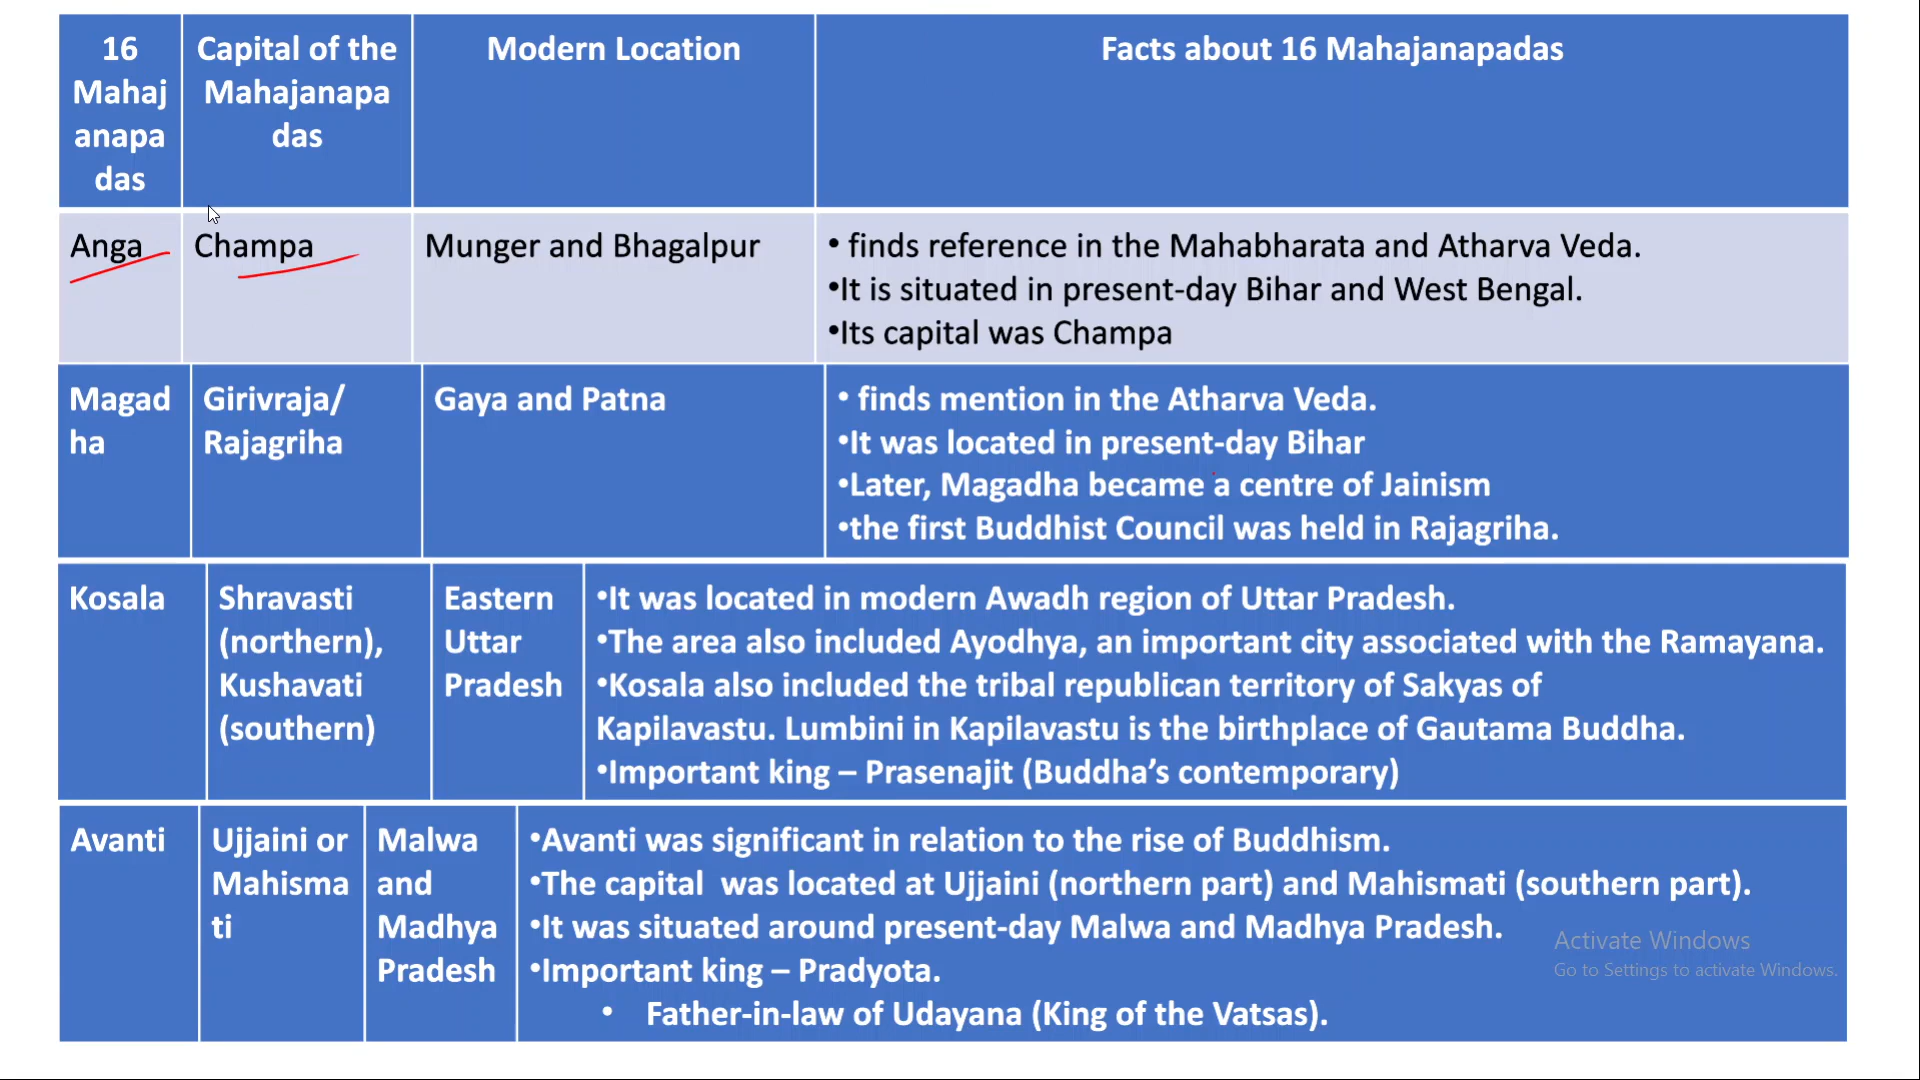 16
Mahaj
anapa
das
Capital of the
Mahajanapa
das
Modern Location
Facts about 16 Mahajanapadas
Anga
Champa
Munger and Bhagalpur
• finds reference in the Mahabharata and Atharva Veda.
•It is situated in present-day Bihar and West Bengal.
•Its capital was Champa
Magad
ha
Girivraja/
Rajagriha
Gaya and Patna
• finds mention in the Atharva Veda.
•It was located in present-day Bihar
•Later, Magadha became a centre of Jainism
•the first Buddhist Council was held in Rajagriha.
Kosala
Shravasti
(northern),
Kushavati
(southern)
Eastern
Uttar
Pradesh
•It was located in modern Awadh region of Uttar Pradesh.
•The area also included Ayodhya, an important city associated with the Ramayana.
•Kosala also included the tribal republican territory of Sakyas of
Kapilavastu. Lumbini in Kapilavastu is the birthplace of Gautama Buddha.
•Important king – Prasenajit (Buddha’s contemporary)
Avanti
Ujjaini or
Mahisma
ti
Malwa
and
Madhya
Pradesh
•Avanti was significant in relation to the rise of Buddhism.
•The capital  was located at Ujjaini (northern part) and Mahismati (southern part).
•It was situated around present-day Malwa and Madhya Pradesh.
•Important king – Pradyota.
• Father-in-law of Udayana (King of the Vatsas).
Activate Windows
Go to Settings to activate Windows.